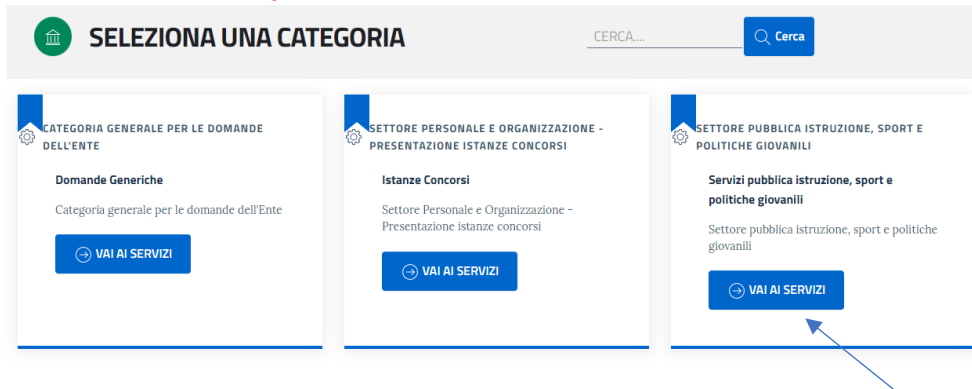 SELEZIONA UNA CATEGORIA
CERCA....
Cerca
CATEGORIA GENERALE PER LE DOMANDE
DELL'ENTE
Domande Generiche
Categoria generale per le domande dell'Ente
VAI AI SERVIZI
SETTORE PERSONALE E ORGANIZZAZIONE -
PRESENTAZIONE ISTANZE CONCORSI
Istanze Concorsi
Settore Personale e Organizzazione -
Presentazione istanze concorsi
VAI AI SERVIZI
SETTORE PUBBLICA ISTRUZIONE, SPORT E
POLITICHE GIOVANILI
Servizi pubblica istruzione, sport e
politiche giovanili
Settore pubblica istruzione, sport e politiche
giovanili
VAI AI SERVIZI